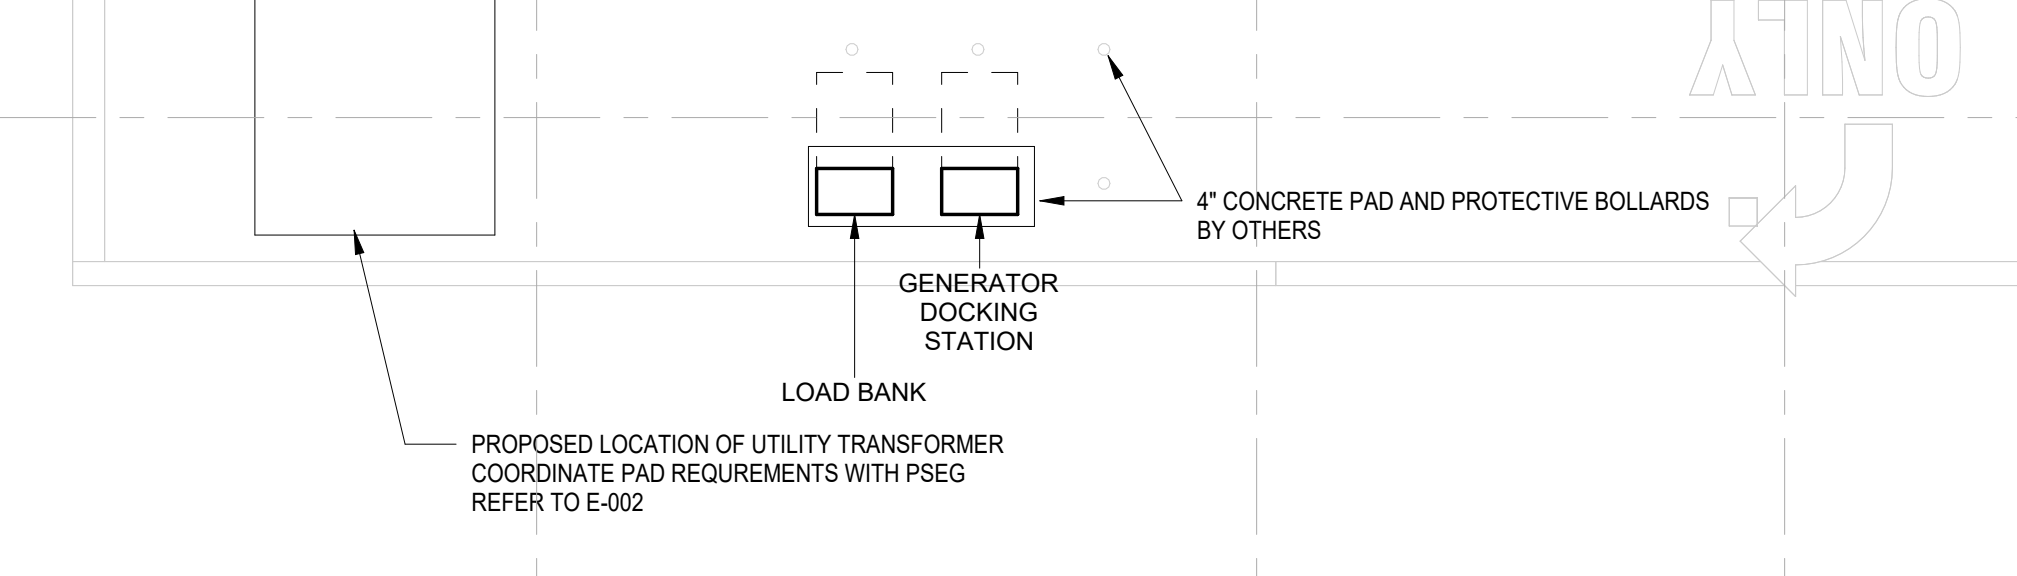 ONLY
4" CONCRETE PAD AND PROTECTIVE BOLLARDS
BY OTHERS
GENERATOR
DOCKING
STATION
LOAD BANK
PROPOSED LOCATION OF UTILITY TRANSFORMER
COORDINATE PAD REQUREMENTS WITH PSEG
REFER TO E-002